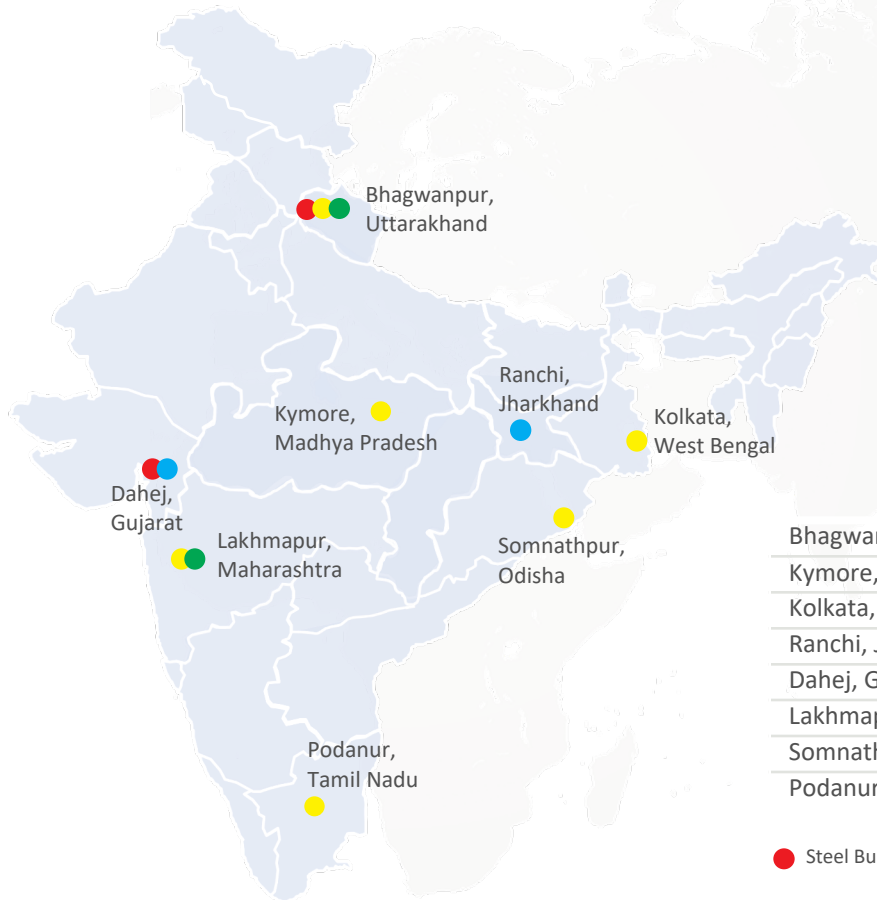 Bhagwanpur,
Uttarakhand
Ranchi,
Jharkhand
Kymore,
Madhya Pradesh
Kolkata,
West Bengal
Dahej,
Gujarat
Lakhmapur,
Maharashtra
Somnathpur,
Odisha
Podanur,
Tamil Nadu
Kymore,
Kolkata,
Ranchi,
Dahej,
Steel